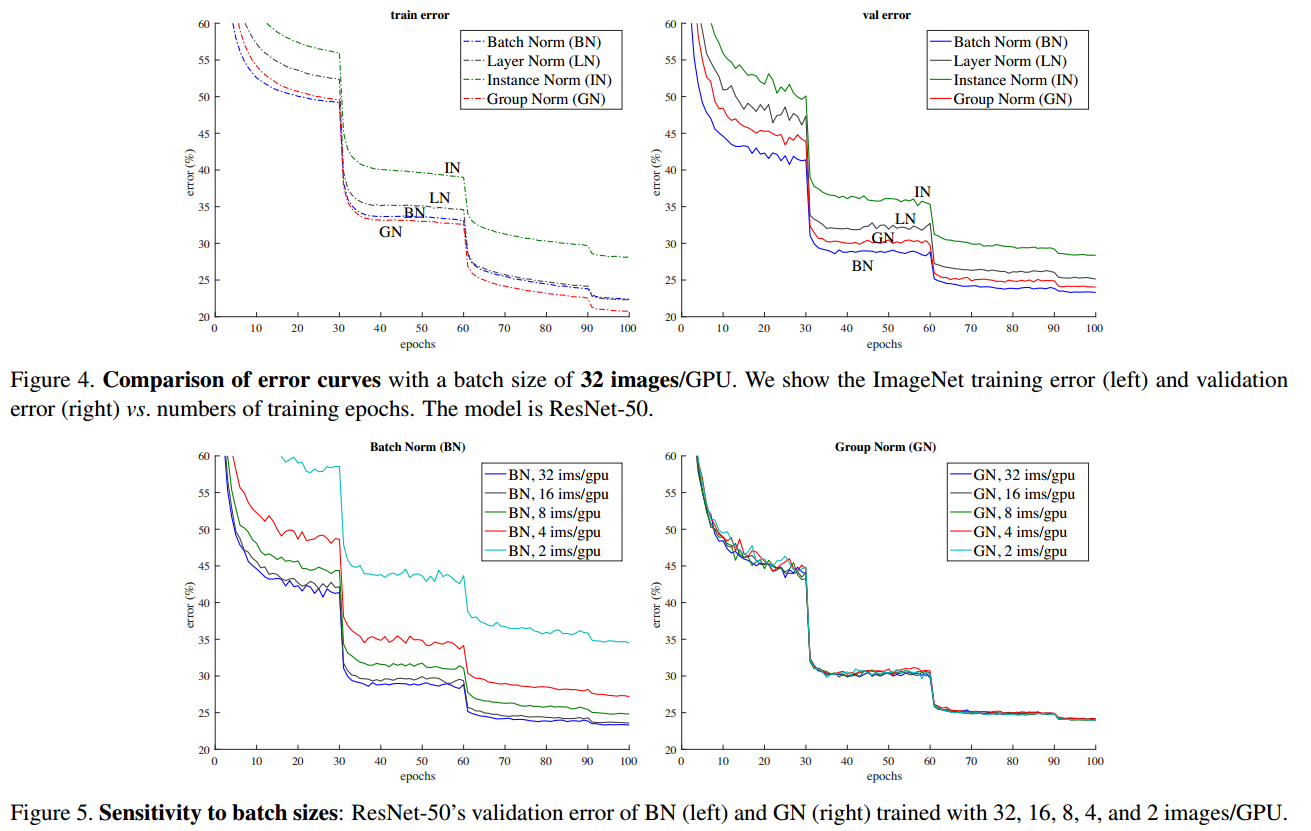 train error
60
55
50
45
40
35
30
25
20
error (%)
0 10 20 30 40 50 60 70 80 90 100
epochs
Batch Norm (BN)
Layer Norm (LN)
Instance Norm (IN)
Group Norm (GN)
IN
LN
BN
GN
val error
60
55
50
45
40
35
30
25
20
error (%)
0 10 20 30 40 50 60 70 80 90 100
epochs
Batch Norm (BN)
Layer Norm (LN)
Instance Norm (IN)
Group Norm (GN)
IN
LN
GN
BN
Figure 4. Comparison of error curves with a batch size of 32 images/GPU. We show the ImageNet training error (left) and validation
error (right) vs. numbers of training epochs. The model is ResNet-50.
Batch Norm (BN)
60
55
50
45
40
35
30
25
20
error (%)
0 10 20 30 40 50 60 70 80 90 100
epochs
BN, 32 ims/gpu
BN, 16 ims/gpu
BN, 8 ims/gpu
BN, 4 ims/gpu
BN, 2 ims/gpu
Group Norm (GN)
60
55
50
45
40
35
30
25
20
error (%)
0 10 20 30 40 50 60 70 80 90 100
epochs
GN, 32 ims/gpu
GN, 16 ims/gpu
GN, 8 ims/gpu
GN, 4 ims/gpu
GN, 2 ims/gpu
Figure 5. Sensitivity to batch sizes: ResNet-50's validation error of BN (left) and GN (right) trained with 32, 16, 8, 4, and 2 images/GPU.